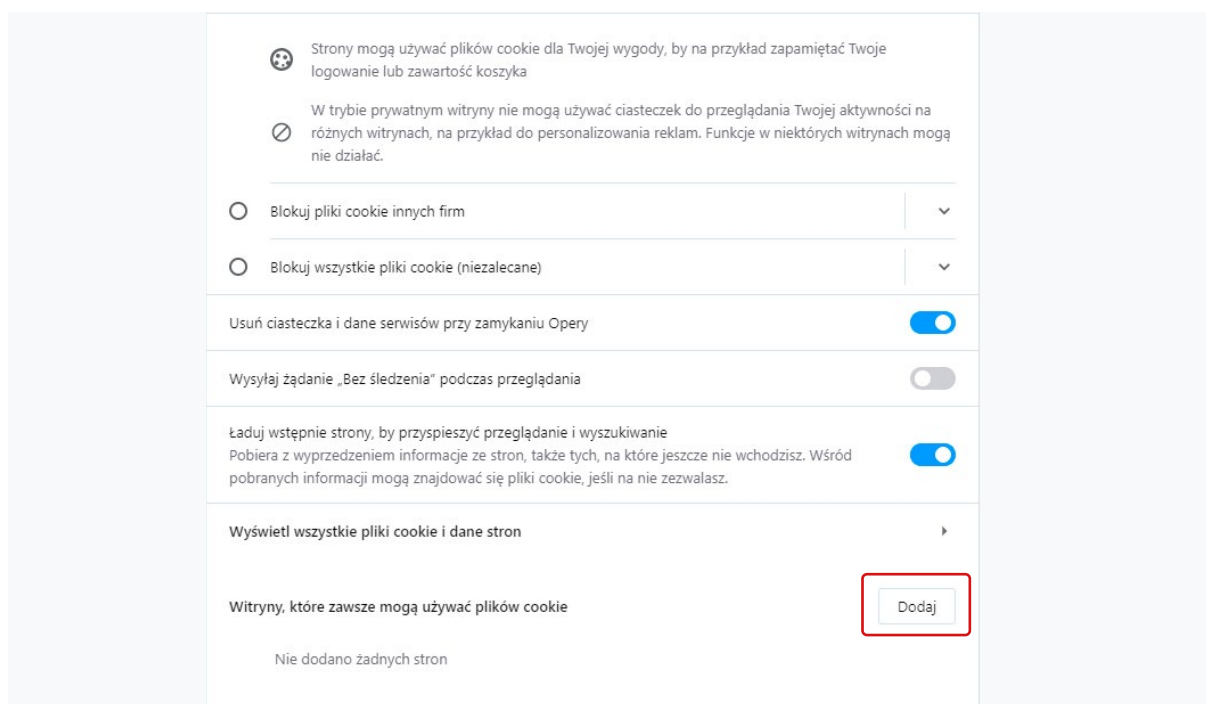 Strony mogą używać plików cookie dla Twojej wygody, by na przykład zapamiętać Twoje
logowanie lub zawartość koszyka
W trybie prywatnym witryny nie mogą używać ciasteczek do przeglądania Twojej aktywności na
różnych witrynach, na przykład do personalizowania reklam. Funkcje w niektórych witrynach mogą
nie działać.
Blokuj pliki cookie innych firm
Blokuj wszystkie pliki cookie (niezalecane)
Usuń ciasteczka i dane serwisów przy zamykaniu Opery
Wysyłaj żądanie „Bez śledzenia” podczas przeglądania
Ładuj wstępnie strony, by przyspieszyć przeglądanie i wyszukiwanie
Pobiera z wyprzedzeniem informacje ze stron, także tych, na które jeszcze nie wchodzisz. Wśród
pobranych informacji mogą znajdować się pliki cookie, jeśli na nie zezwalasz.
Wyświetl wszystkie pliki cookie i dane stron
Witryny, które zawsze mogą używać plików cookie
Dodaj
Nie dodano żadnych stron